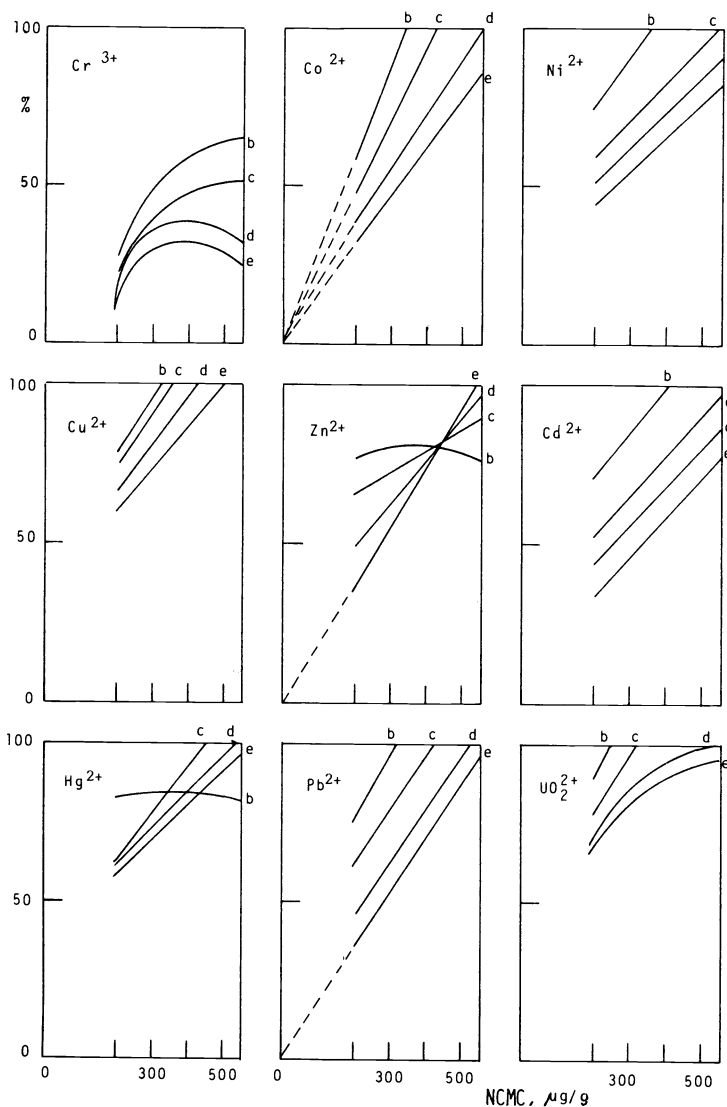 100
%
50
0
Cr 3+
b
c
d
e
Co 2+
b c d
e
Ni 2+
b c
100
50
0
Cu 2+
b c d e
Zn 2+
e
d
c
b
Cd 2+
b
e
100
50
0
Hg 2+
c d
e
b
Pb 2+
b c d
e
UO2 2+
b c d
e
0 300 500
0 300 500
300 500
NCMC, μg/g